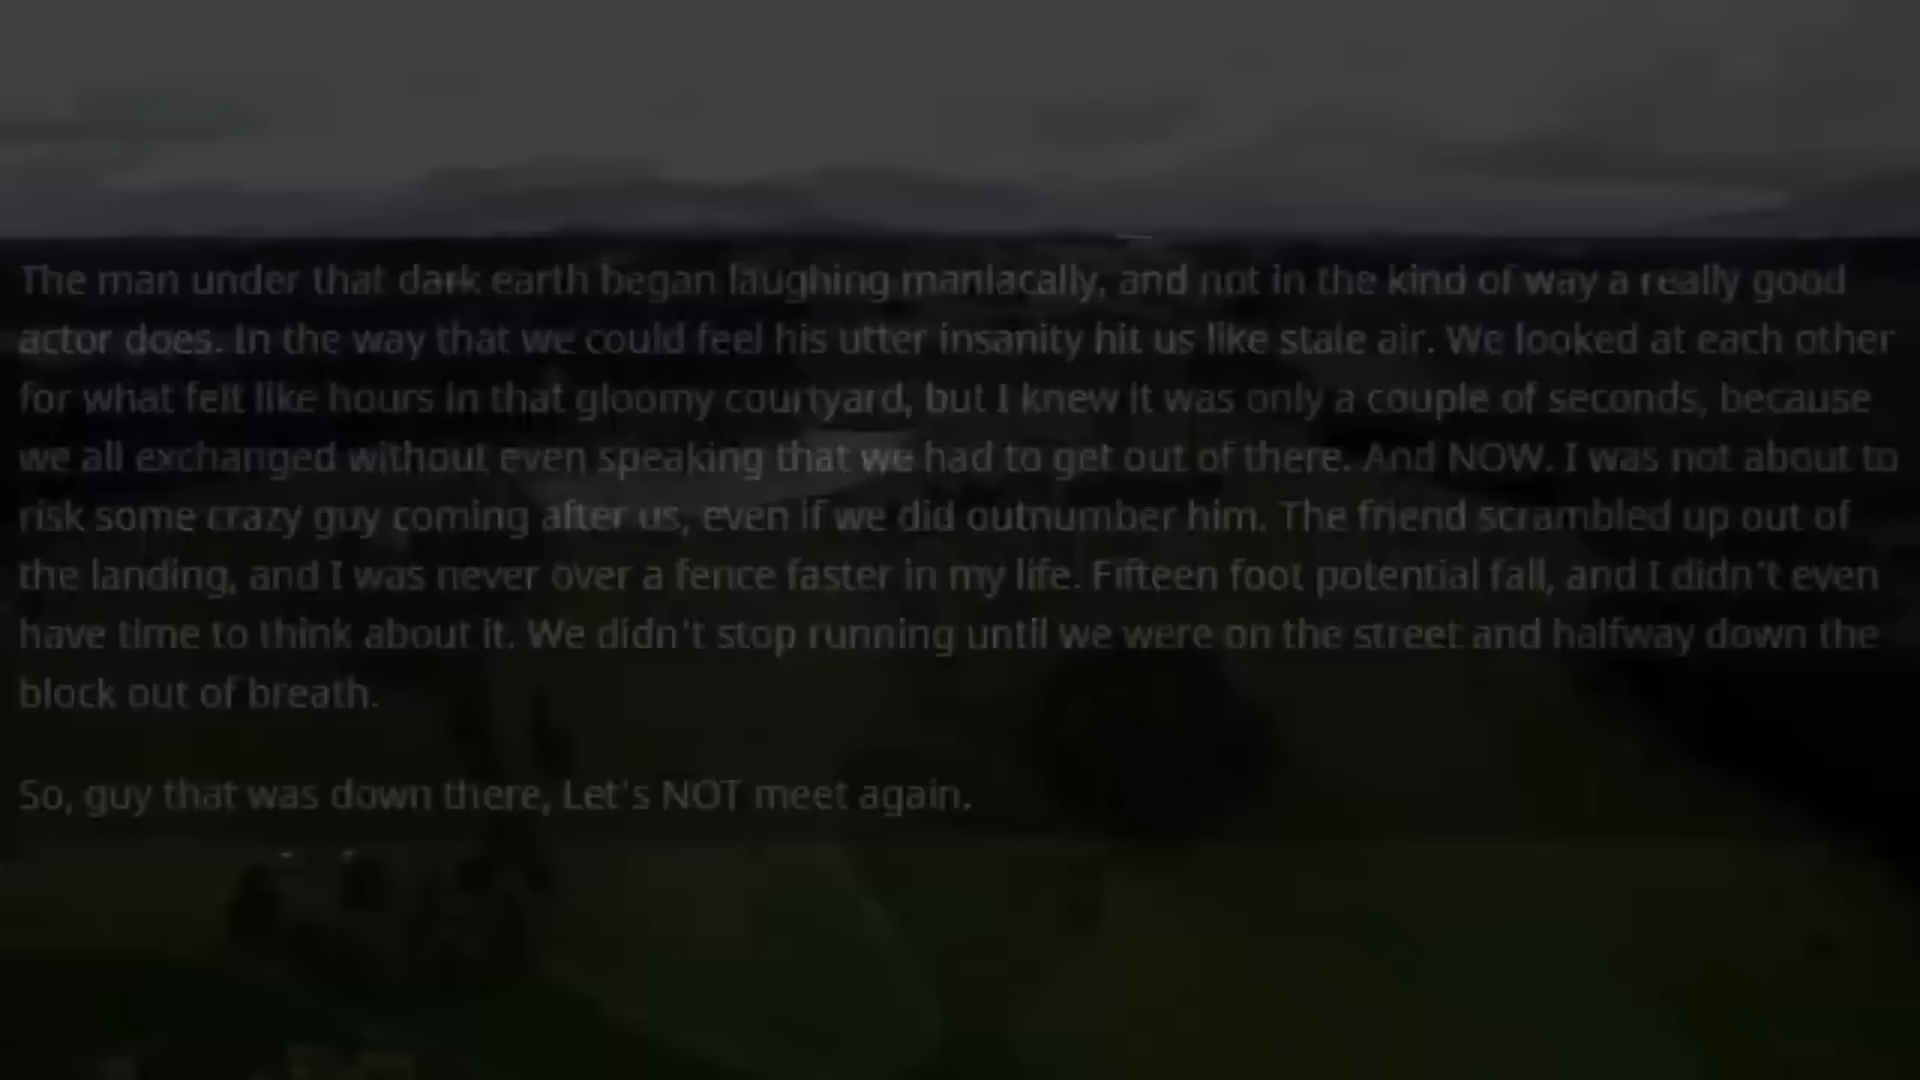 The man under that dark earth began laughing maniacally, and not in the kind of way a really good
actor does. In the way that we could feel his utter insanity hit us like stale air. We looked at each other
for what felt like hours in that gloomy courtyard, but I knew it was only a couple of seconds, because
we all exchanged without even speaking that we had to get out of there. And NOW. I was not about to
risk some crazy guy coming after us, even if we did outnumber him. The friend scrambled up out of
the landing, and I was never over a fence faster in my life. Fifteen foot potential fall, and I didn't even
have time to think about it. We didn't stop running until we were on the street and halfway down the
block out of breath.
So, guy that was down there, Let's NOT meet again.